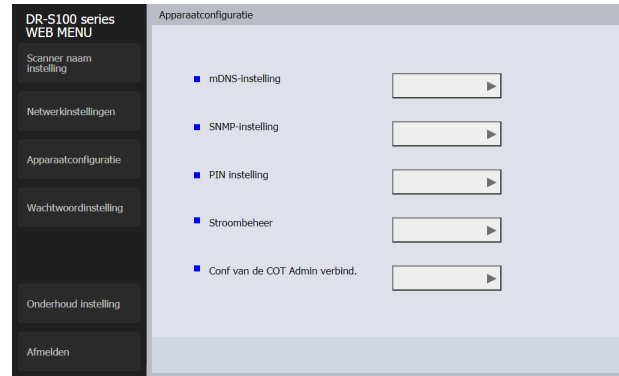 DR-S100 series
WEB MENU
Scanner naam
instelling
Netwerkinstellingen
Apparaatconfiguratie
Wachtwoordinstelling
Onderhoud instelling
Afmelden
Apparaatconfiguratie
mDNS-instelling
SNMP-instelling
PIN instelling
Stroombeheer
Conf van de COT Admin verbind.